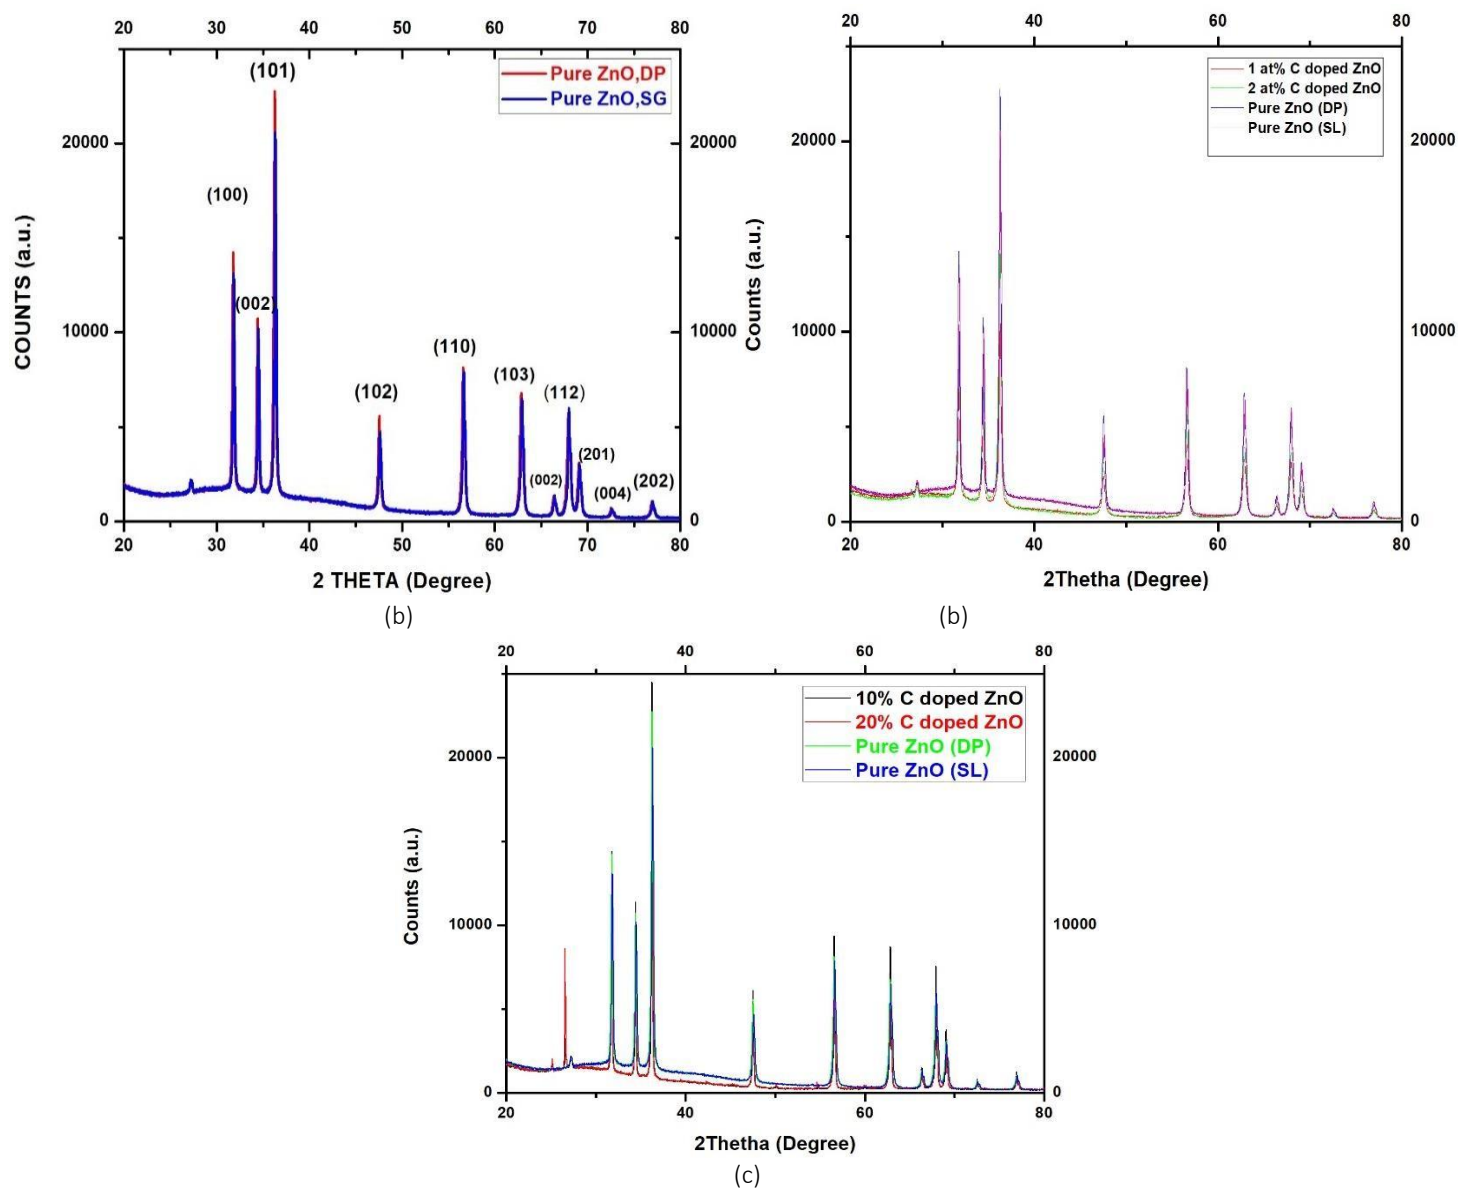 20 30 40 50 60 70 80
Pure ZnO,DP
Pure ZnO,SG
(101)
(100)
(002)
(102)
(110)
(103)
(112)
(002)
(201)
(004)
(202)
20000
10000
0
20000
10000
0
COUNTS (a.u.)
20 30 40 50 60 70 80
2 THETA (Degree)
(b)
20 40 60 80
1 at% C doped ZnO
2 at% C doped ZnO
Pure ZnO (DP)
Pure ZnO (SL)
20000
10000
0
20000
10000
0
Counts (a.u.)
20 40 60 80
2Thetha (Degree)
(b)
20 40 60 80
10% C doped ZnO
20% C doped ZnO
Pure ZnO (DP)
Pure ZnO (SL)
20000
10000
0
20000
10000
0
Counts (a.u.)
20 40 60 80
2Thetha (Degree)
(c)